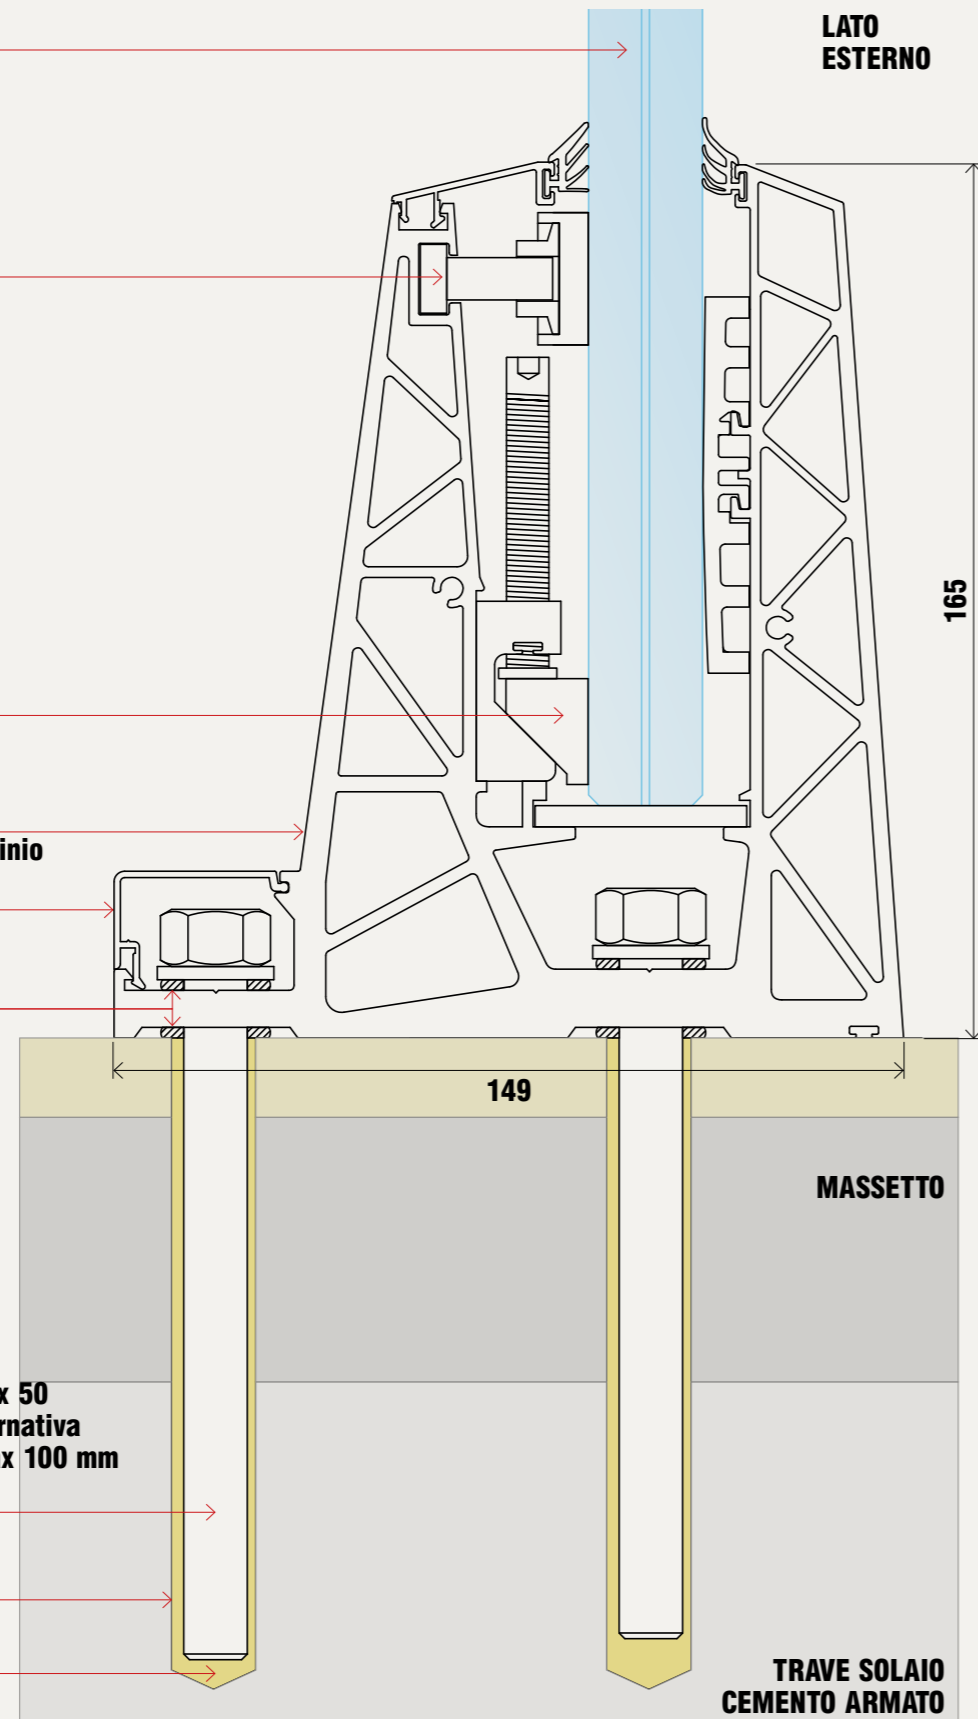 LATO
ESTERNO
165
inio
149
MASSETTO
x 50
rnativa
x 100 mm
TRAVE SOLAIO
CEMENTO ARMATO